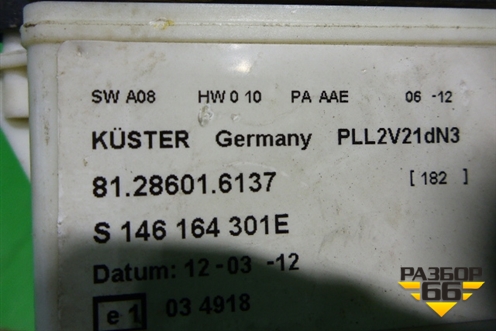 SW A08 HW 0 10 PA AAE 06 -12
KÜSTER Germany PLL2V21dN3
81.28601.6137 [ 182 ]
S 146 164 301E
Datum: 12-03 -12
e 1 03 4918
РАЗБОР
66